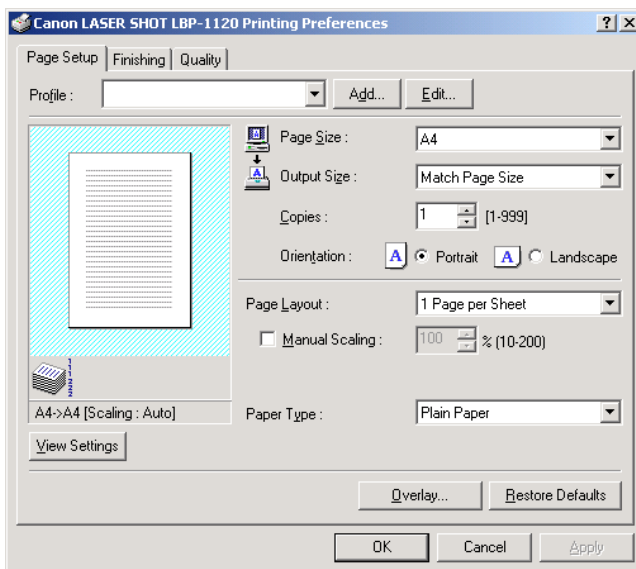 Canon LASER SHOT LBP-1120 Printing Preferences
Page Setup Finishing Quality
Profile : Add... Edit...
Page Size : A4
Output Size : Match Page Size
Copies : 1 [1-999]
Orientation : A Portrait A Landscape
Page Layout : 1 Page per Sheet
Manual Scaling : 100 % (10-200)
A4->A4 [Scaling : Auto]
Paper Type : Plain Paper
View Settings
Overlay... Restore Defaults
OK Cancel Apply